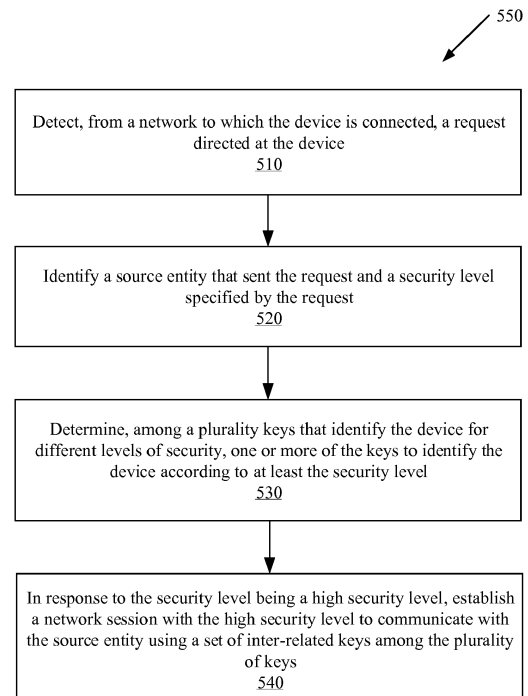 550
Detect, from a network to which the device is connected, a request
directed at the device
510
Identify a source entity that sent the request and a security level
specified by the request
520
Determine, among a plurality keys that identify the device for
different levels of security, one or more of the keys to identify the
device according to at least the security level
530
In response to the security level being a high security level, establish
a network session with the high security level to communicate with
the source entity using a set of inter-related keys among the plurality
of keys
540